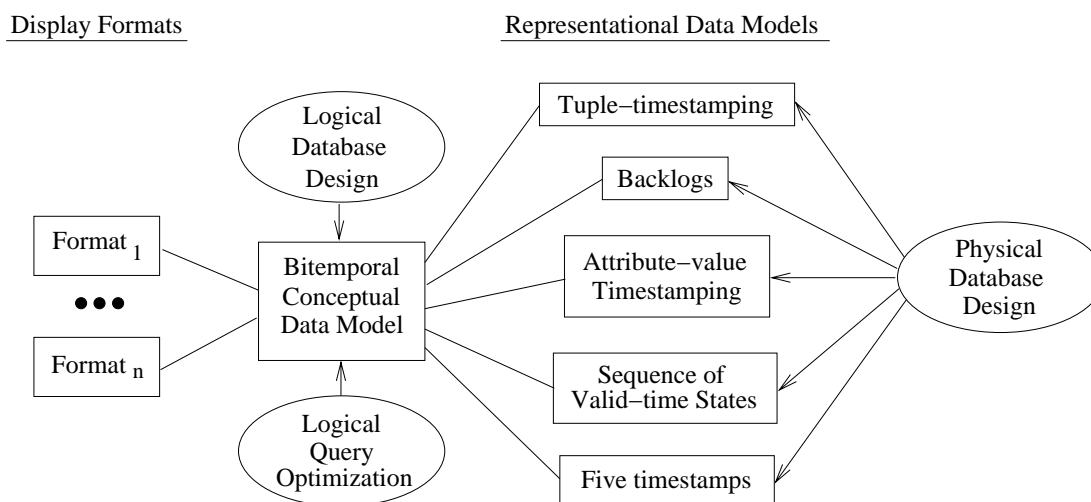 Display Formats
Representational Data Models
Logical
Database
Design
Tuple−timestamping
Backlogs
Format 1
Bitemporal
Conceptual
Data Model
Attribute−value
Timestamping
Physical
Database
Design
Format n
Sequence of
Valid−time States
Logical
Query
Optimization
Five timestamps